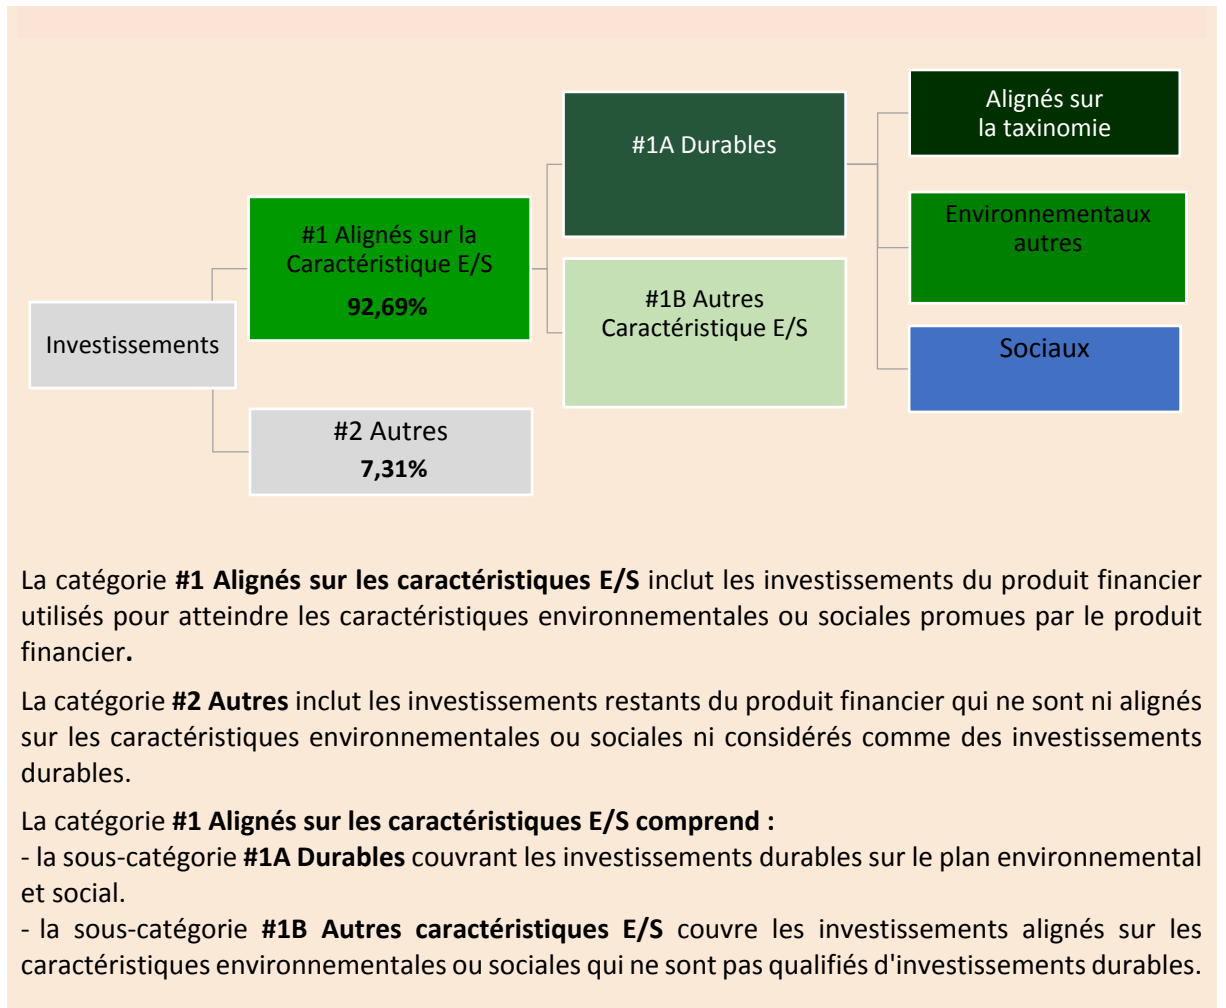 Investissements
#1 Alignés sur la
Caractéristique E/S
92,69%
#2 Autres
7,31%
#1A Durables
#1B Autres
Caractéristique E/S
Alignés sur
la taxinomie
Environnementaux
autres
Sociaux
La catégorie #1 Alignés sur les caractéristiques E/S inclut les investissements du produit financier
utilisés pour atteindre les caractéristiques environnementales ou sociales promues par le produit
financier.
La catégorie #2 Autres inclut les investissements restants du produit financier qui ne sont ni alignés
sur les caractéristiques environnementales ou sociales ni considérés comme des investissements
durables.
La catégorie #1 Alignés sur les caractéristiques E/S comprend :
- la sous-catégorie #1A Durables couvrant les investissements durables sur le plan environnemental
et social.
- la sous-catégorie #1B Autres caractéristiques E/S couvre les investissements alignés sur les
caractéristiques environnementales ou sociales qui ne sont pas qualifiés d'investissements durables.